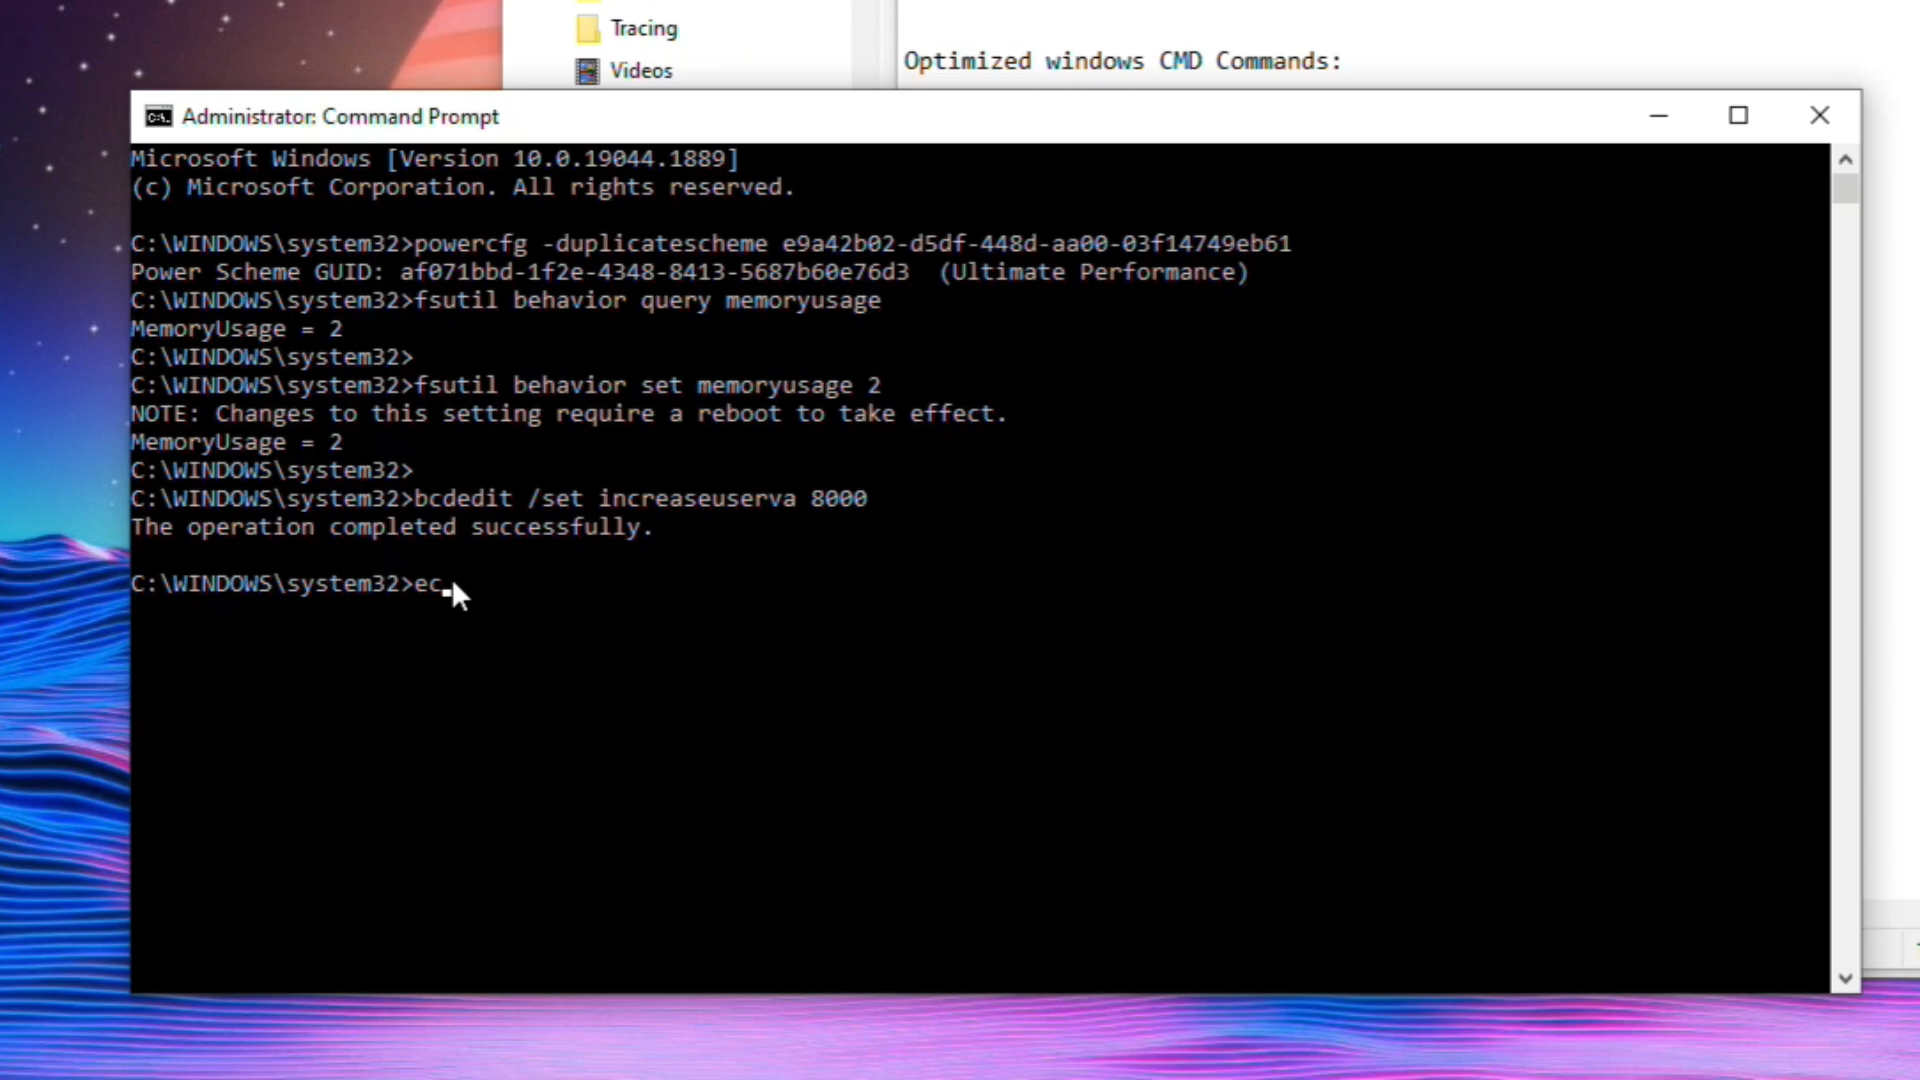 Tracing
Videos
Optimized windows CMD Commands:
Administrator: Command Prompt
Microsoft Windows [Version 10.0.19044.1889]
(c) Microsoft Corporation. All rights reserved.
C:\WINDOWS\system32>powercfg -duplicatescheme e9a42b02-d5df-448d-aa00-03f14749eb61
Power Scheme GUID: af071bbd-1f2e-4348-8413-5687b60e76d3  (Ultimate Performance)
C:\WINDOWS\system32>fsutil behavior query memoryusage
MemoryUsage = 2
C:\WINDOWS\system32>
C:\WINDOWS\system32>fsutil behavior set memoryusage 2
NOTE: Changes to this setting require a reboot to take effect.
MemoryUsage = 2
C:\WINDOWS\system32>
C:\WINDOWS\system32>bcdedit /set increaseuserva 8000
The operation completed successfully.
C:\WINDOWS\system32>ec